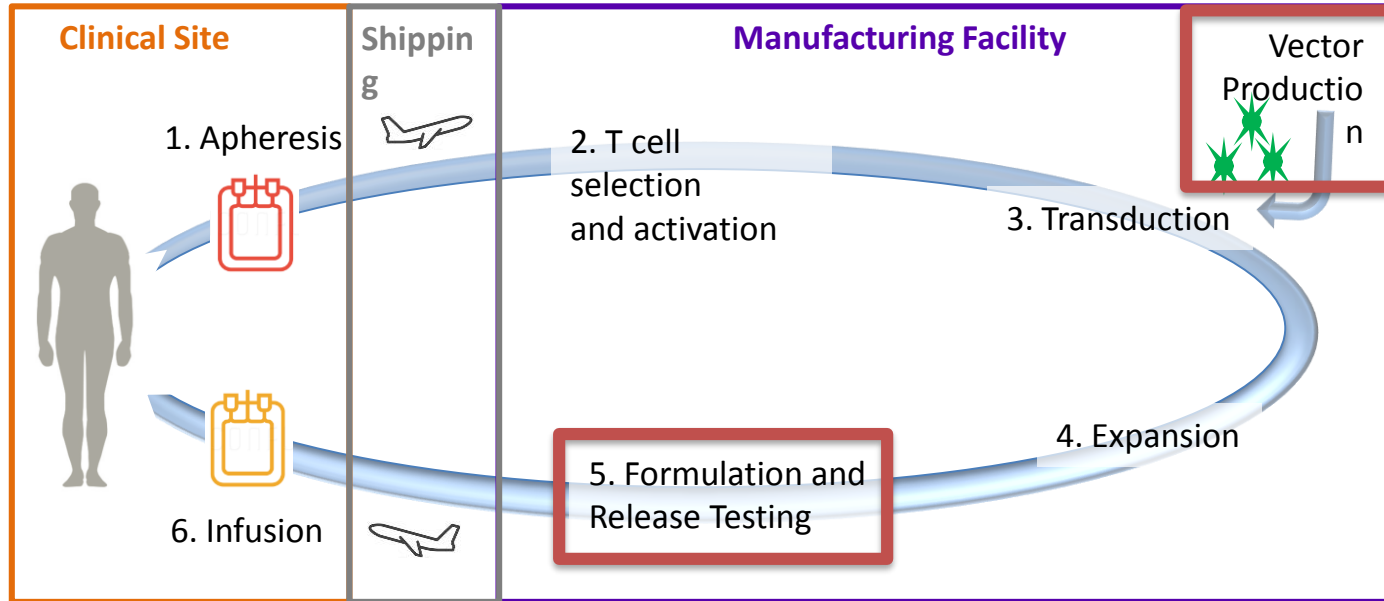 Clinical Site
Shippin
g
Manufacturing Facility
Vector
Productio
n
1. Apheresis
2. T cell
selection
and activation
3. Transduction
4. Expansion
5. Formulation and
Release Testing
6. Infusion